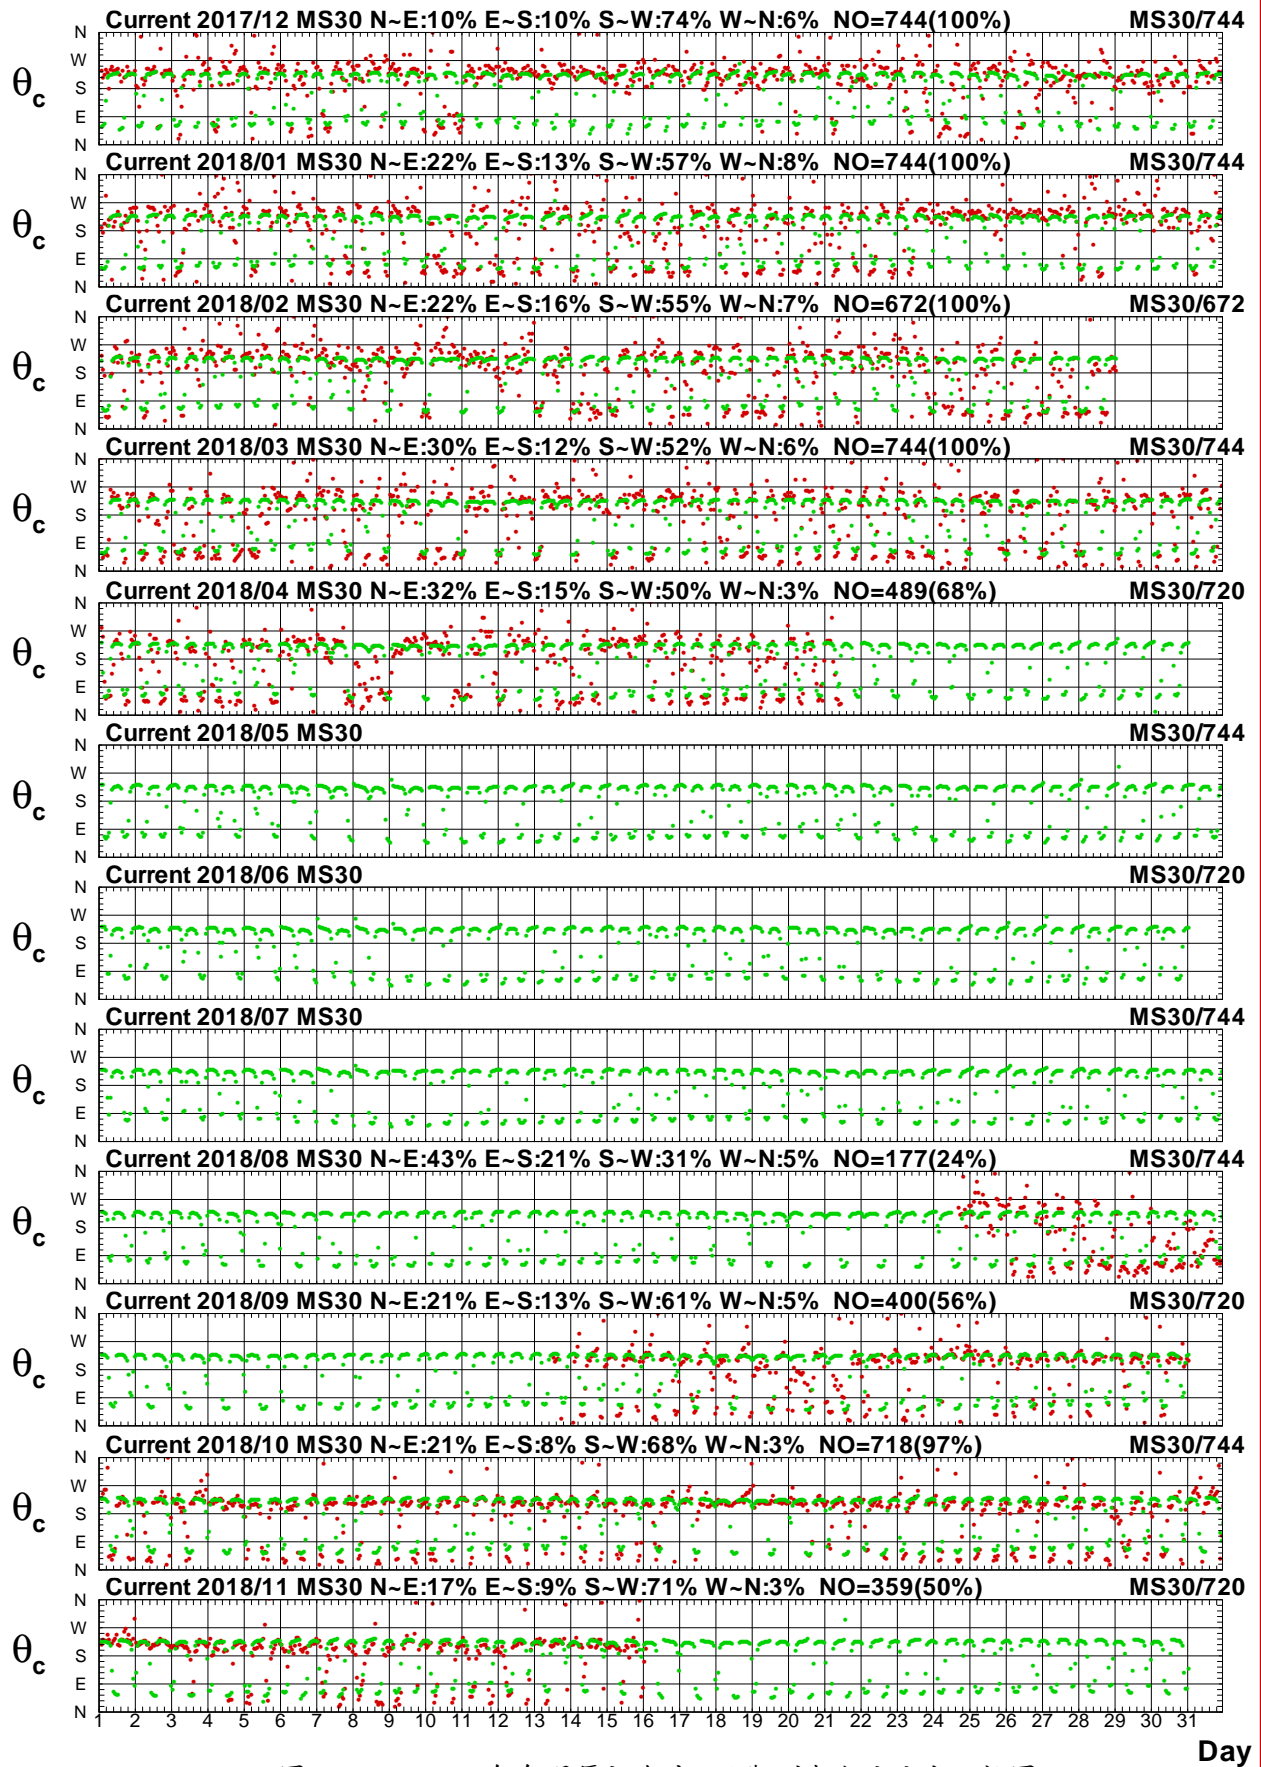 Current 2017/12 MS30 N~E:10% E~S:10% S~W:74% W~N:6% NO=744(100%) MS30/744
N
W
θc S
E
N
Current 2018/01 MS30 N~E:22% E~S:13% S~W:57% W~N:8% NO=744(100%) MS30/744
N
W
θc S
E
N
Current 2018/02 MS30 N~E:22% E~S:16% S~W:55% W~N:7% NO=672(100%) MS30/672
N
W
θc S
E
N
Current 2018/03 MS30 N~E:30% E~S:12% S~W:52% W~N:6% NO=744(100%) MS30/744
N
W
θc S
E
N
Current 2018/04 MS30 N~E:32% E~S:15% S~W:50% W~N:3% NO=489(68%) MS30/720
N
W
θc S
E
N
Current 2018/05 MS30 MS30/744
N
W
θc S
E
N
Current 2018/06 MS30 MS30/720
N
W
θc S
E
N
Current 2018/07 MS30 MS30/744
N
W
θc S
E
N
Current 2018/08 MS30 N~E:43% E~S:21% S~W:31% W~N:5% NO=177(24%) MS30/744
N
W
θc S
E
N
Current 2018/09 MS30 N~E:21% E~S:13% S~W:61% W~N:5% NO=400(56%) MS30/720
N
W
θc S
E
N
Current 2018/10 MS30 N~E:21% E~S:8% S~W:68% W~N:3% NO=718(97%) MS30/744
N
W
θc S
E
N
Current 2018/11 MS30 N~E:17% E~S:9% S~W:71% W~N:3% NO=359(50%) MS30/720
N
W
θc S
E
N
1 2 3 4 5 6 7 8 9 10 11 12 13 14 15 16 17 18 19 20 21 22 23 24 25 26 27 28 29 30 31
Day